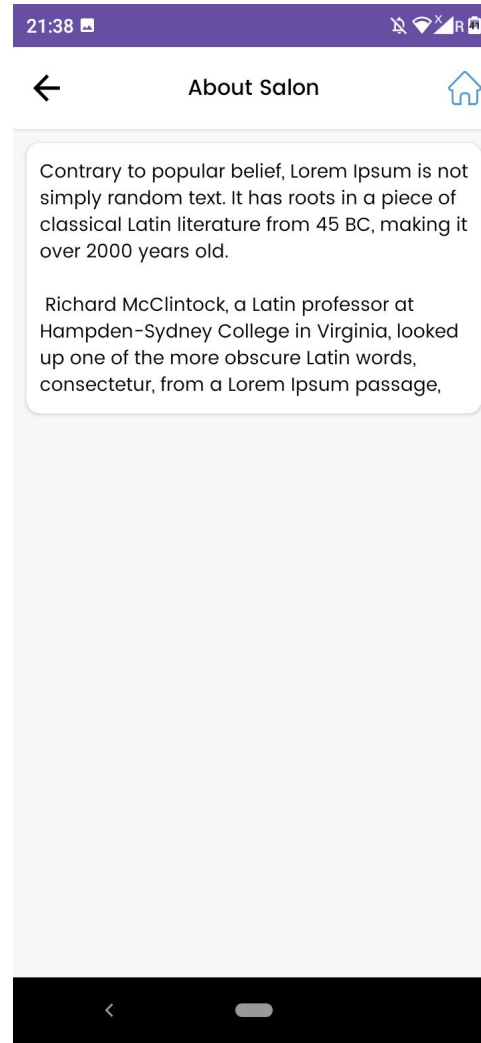 21:38
R 41
About Salon
Contrary to popular belief, Lorem Ipsum is not
simply random text. It has roots in a piece of
classical Latin literature from 45 BC, making it
over 2000 years old.
Richard McClintock, a Latin professor at
Hampden-Sydney College in Virginia, looked
up one of the more obscure Latin words,
consectetur, from a Lorem Ipsum passage,